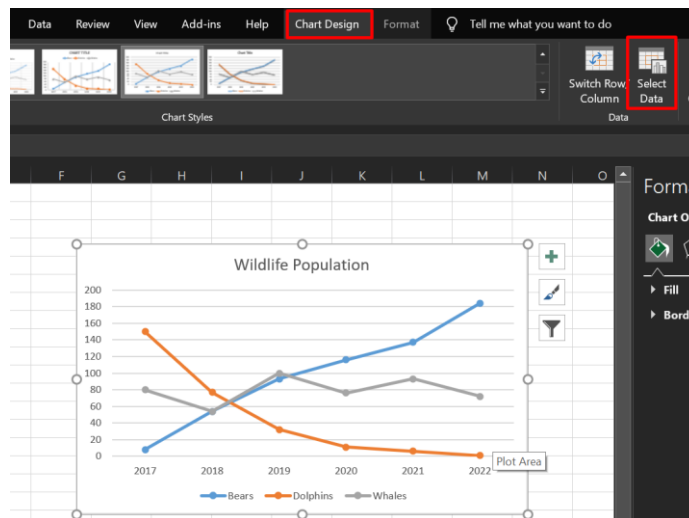 Data Review View Add-ins Help Chart Design Format Tell me what you want to do
Switch Row/ Select
Column Data
Chart Styles Data
F G H I J K L M N O
Form
Chart O
Fill
Bord
Wildlife Population
200
180
160
140
120
100
80
60
40
20
0
2017 2018 2019 2020 2021 2022
Plot Area
Bears Dolphins Whales